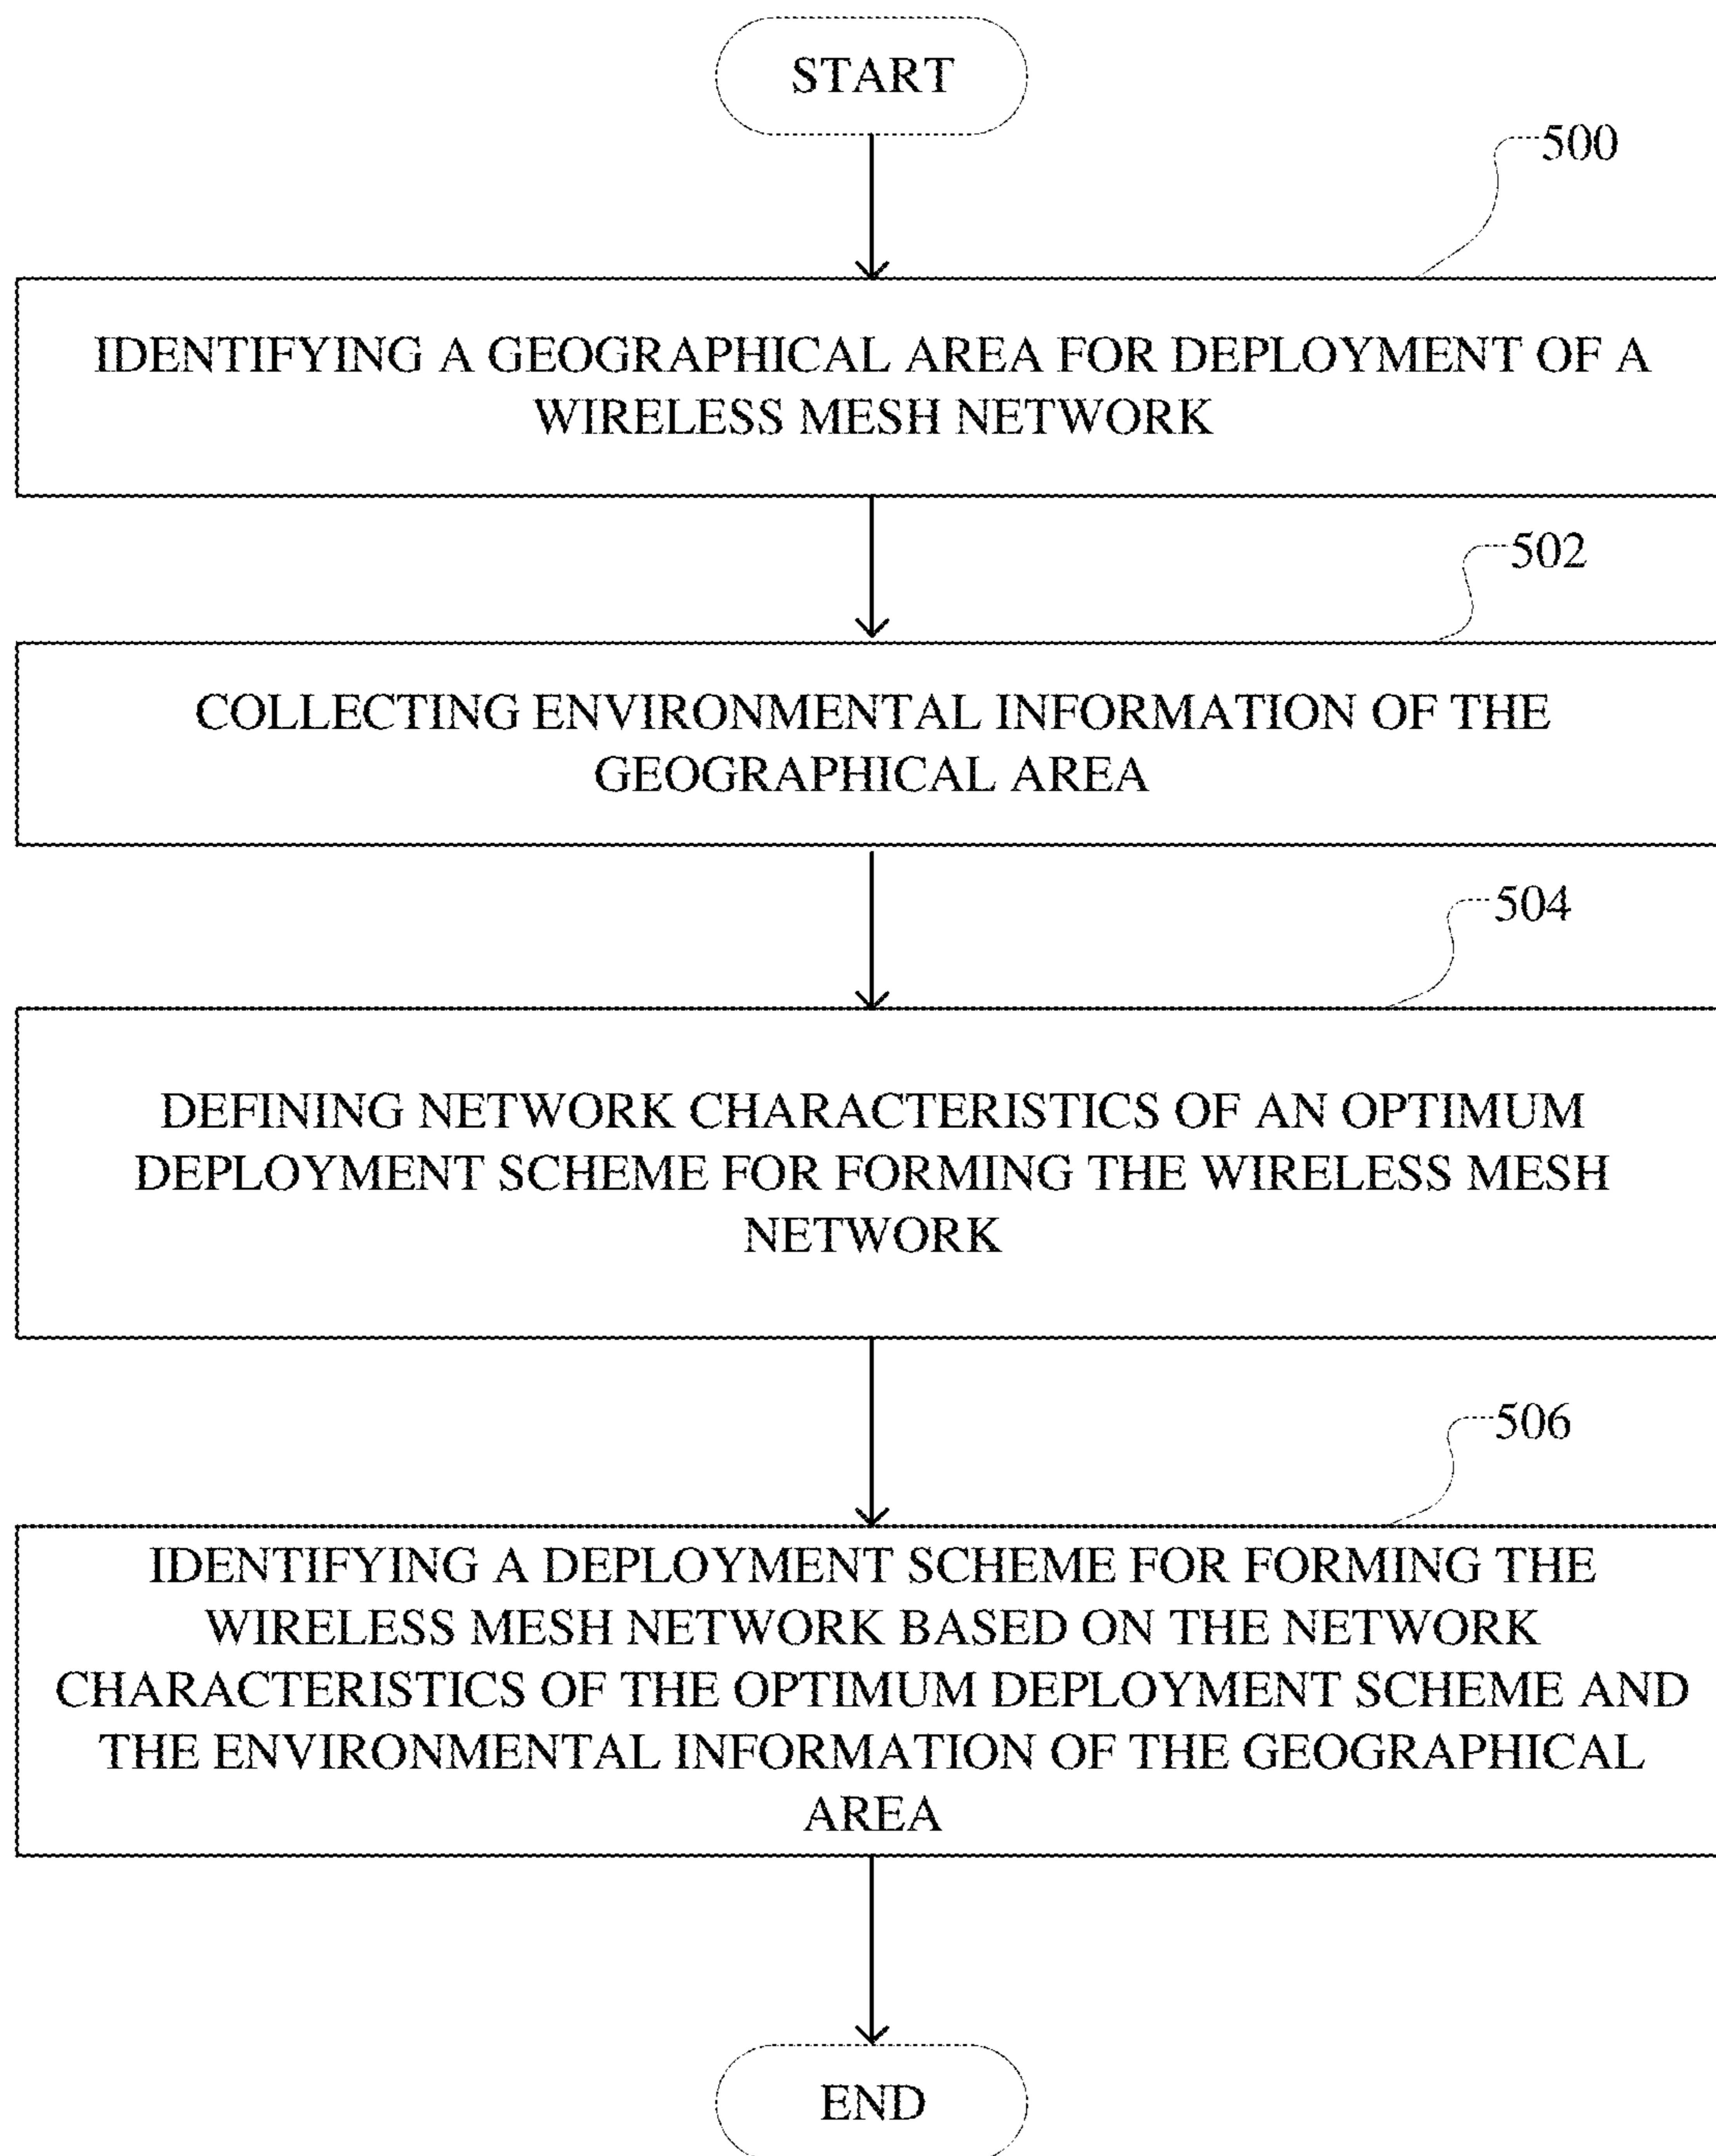 START
500
IDENTIFYING A GEOGRAPHICAL AREA FOR DEPLOYMENT OF A
WIRELESS MESH NETWORK
502
COLLECTING ENVIRONMENTAL INFORMATION OF THE
GEOGRAPHICAL AREA
504
DEFINING NETWORK CHARACTERISTICS OF AN OPTIMUM
DEPLOYMENT SCHEME FOR FORMING THE WIRELESS MESH
NETWORK
506
IDENTIFYING A DEPLOYMENT SCHEME FOR FORMING THE
WIRELESS MESH NETWORK BASED ON THE NETWORK
CHARACTERISTICS OF THE OPTIMUM DEPLOYMENT SCHEME AND
THE ENVIRONMENTAL INFORMATION OF THE GEOGRAPHICAL
AREA
END